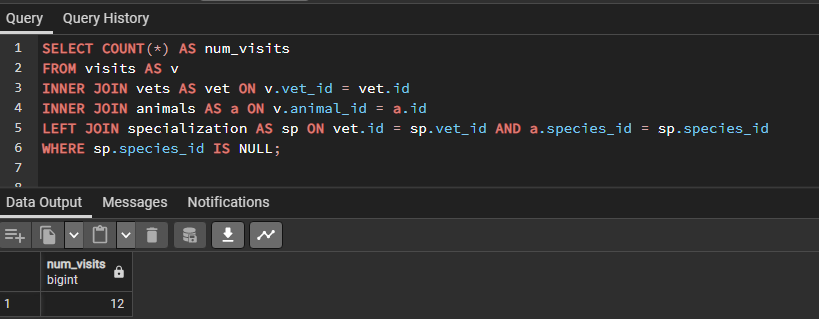 Query Query History
1 SELECT COUNT(*) AS num_visits
2 FROM visits AS v
3 INNER JOIN vets AS vet ON v.vet_id = vet.id
4 INNER JOIN animals AS a ON v.animal_id = a.id
5 LEFT JOIN specialization AS sp ON vet.id = sp.vet_id AND a.species_id = sp.species_id
6 WHERE sp.species_id IS NULL;
7
8
Data Output Messages Notifications
num_visits
bigint
1 12